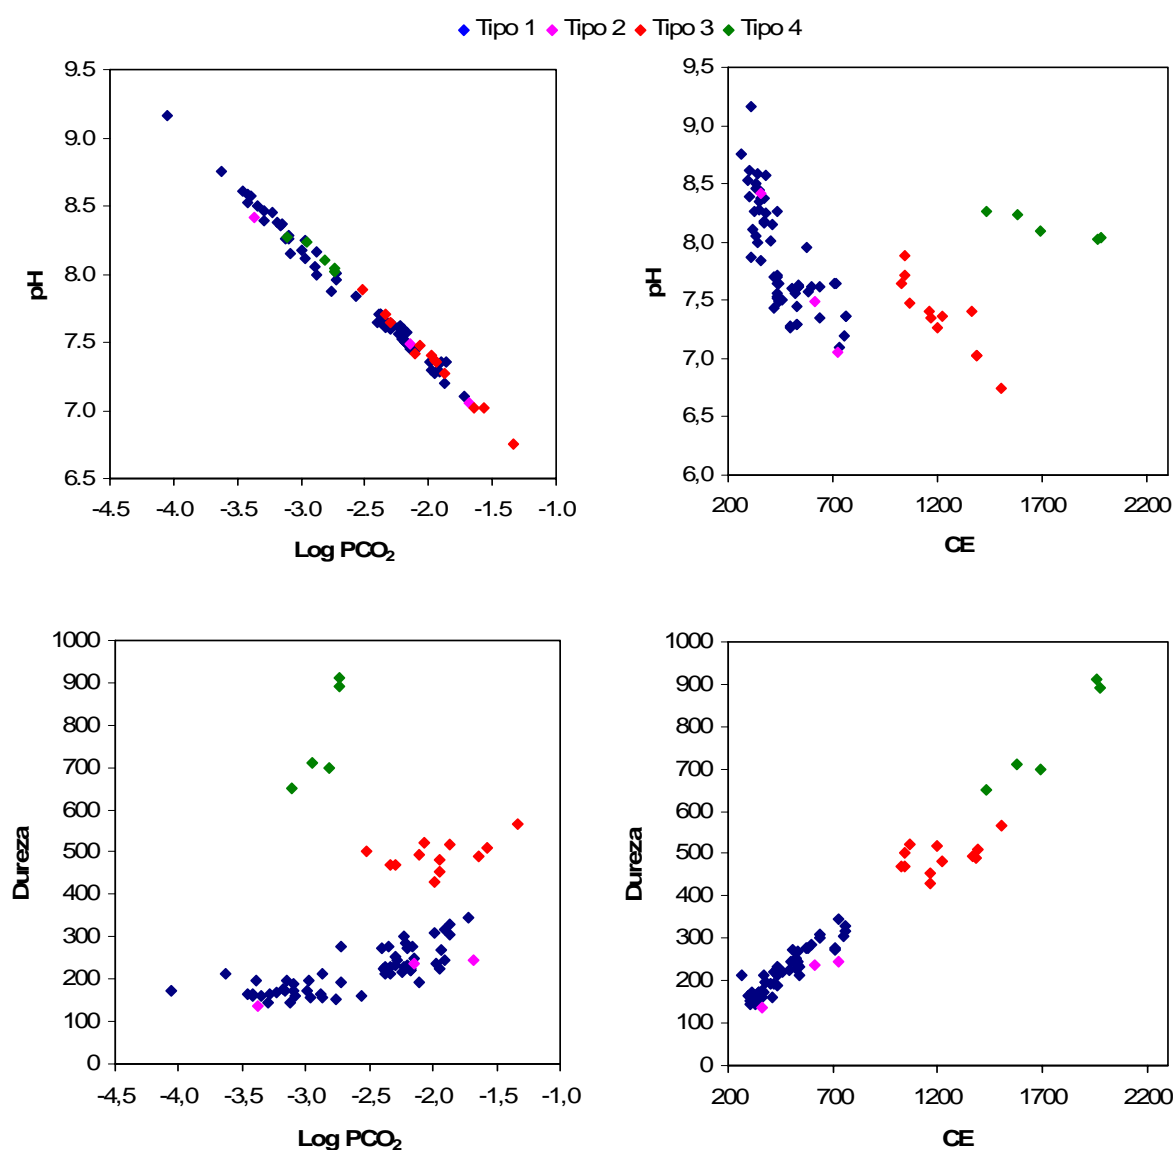 Tipo 1 Tipo 2 Tipo 3 Tipo 4
9.5
9.0
8.5
8.0
7.5
7.0
6.5
pH
-4.5 -4.0 -3.5 -3.0 -2.5 -2.0 -1.5 -1.0
Log PCO₂
9,5
9,0
8,5
8,0
7,5
7,0
6,5
6,0
pH
200 700 1200 1700 2200
CE
1000
900
800
700
600
500
400
300
200
100
0
Dureza
-4,5 -4,0 -3,5 -3,0 -2,5 -2,0 -1,5 -1,0
Log PCO₂
1000
900
800
700
600
500
400
300
200
100
0
Dureza
200 700 1200 1700 2200
CE